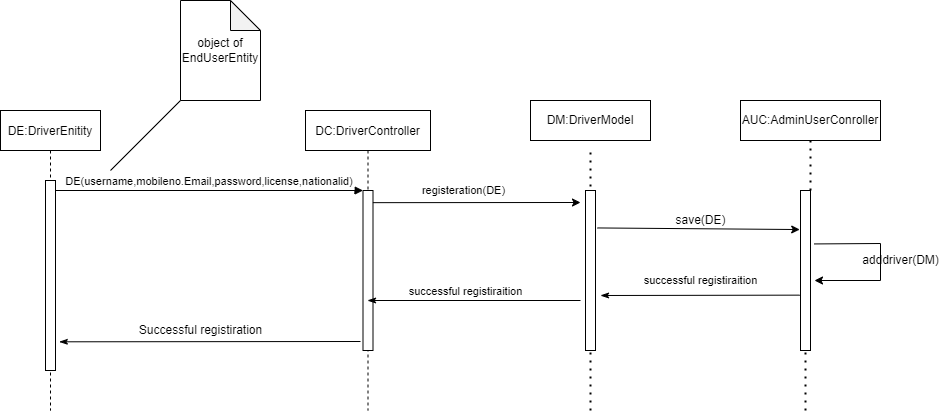 object of
EndUserEntity
DE:DriverEnitity
DC:DriverController
DM:DriverModel
AUC:AdminUserConroller
DE(username,mobileno.Email,password,license,nationalid)
registeration(DE)
save(DE)
adddriver(DM)
successful registiraition
successful registiraition
Successful registiration